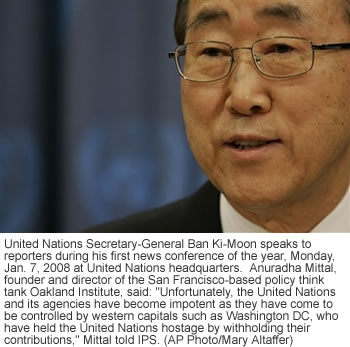 United Nations Secretary-General Ban Ki-Moon speaks to
reporters during his first news conference of the year, Monday,
Jan. 7, 2008 at United Nations headquarters.  Anuradha Mittal,
founder and director of the San Francisco-based policy think
tank Oakland Institute, said: "Unfortunately, the United Nations
and its agencies have become impotent as they have come to
be controlled by western capitals such as Washington DC, who
have held the United Nations hostage by withholding their
contributions," Mittal told IPS. (AP Photo/Mary Altaffer)